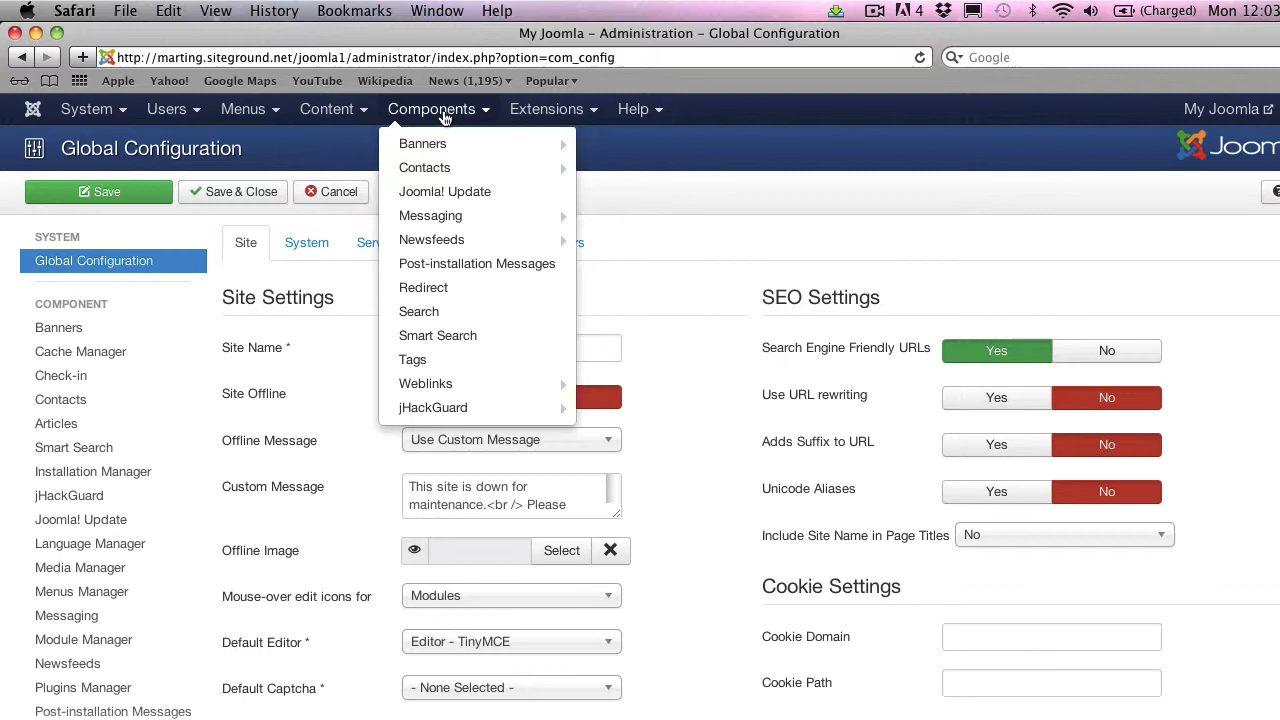 Safari File Edit View History Bookmarks Window Help 4 (Charged) Mon 12:03
My Joomla - Administration - Global Configuration
http://marting.siteground.net/joomla1/administrator/index.php?option=com_config Google
Apple Yahoo! Google Maps YouTube Wikipedia News (1,195) Popular
System Users Menus Content Components Extensions Help My Joomla
Global Configuration
Joom
Save Save & Close Cancel
SYSTEM
Global Configuration
COMPONENT
Banners
Cache Manager
Check-in
Contacts
Articles
Smart Search
Installation Manager
jHackGuard
Joomla! Update
Language Manager
Media Manager
Menus Manager
Messaging
Module Manager
Newsfeeds
Plugins Manager
Post-installation Messages
Banners
Contacts
Joomla! Update
Messaging
Newsfeeds
Post-installation Messages
Redirect
Search
Smart Search
Tags
Weblinks
jHackGuard
Site System Ser rs
Site Settings
Site Name *
Site Offline
Offline Message Use Custom Message
Custom Message This site is down for
maintenance.<br /> Please
Offline Image Select
Mouse-over edit icons for Modules
Default Editor * Editor - TinyMCE
Default Captcha * - None Selected -
SEO Settings
Search Engine Friendly URLs Yes No
Use URL rewriting Yes No
Adds Suffix to URL Yes No
Unicode Aliases Yes No
Include Site Name in Page Titles No
Cookie Settings
Cookie Domain
Cookie Path